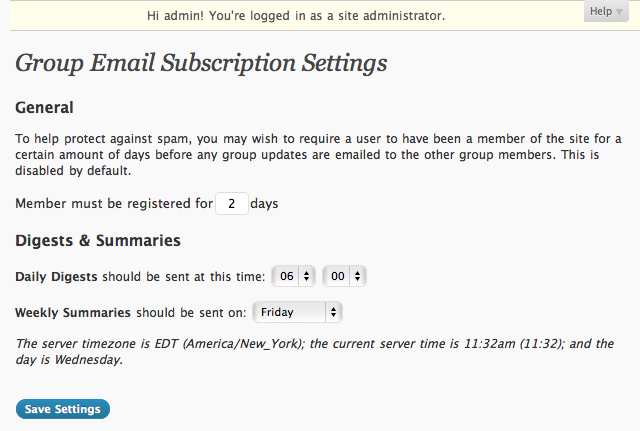 Hi admin! You're logged in as a site administrator.
Help
Group Email Subscription Settings
General
To help protect against spam, you may wish to require a user to have been a member of the site for a
certain amount of days before any group updates are emailed to the other group members. This is
disabled by default.
Member must be registered for 2 days
Digests & Summaries
Daily Digests should be sent at this time: 06 00
Weekly Summaries should be sent on: Friday
The server timezone is EDT (America/New_York); the current server time is 11:32am (11:32); and the
day is Wednesday.
Save Settings